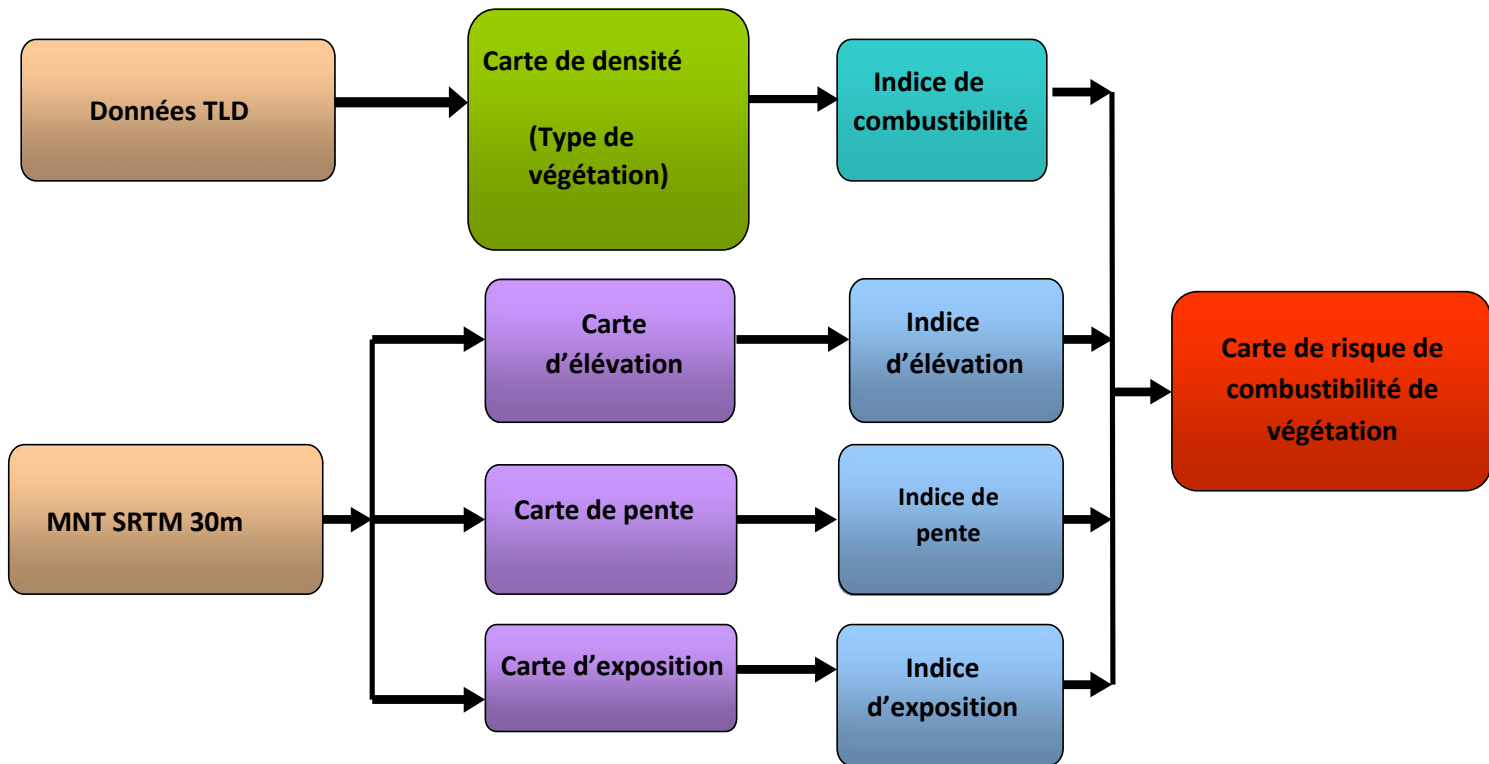 Données TLD
Carte de densité
(Type de
végétation)
Indice de
combustibilité
Carte
d’élévation
Indice
d’élévation
Carte de risque de
combustibilité de
végétation
MNT SRTM 30m
Carte de pente
Indice de
pente
Carte d’exposition
Indice
d’exposition